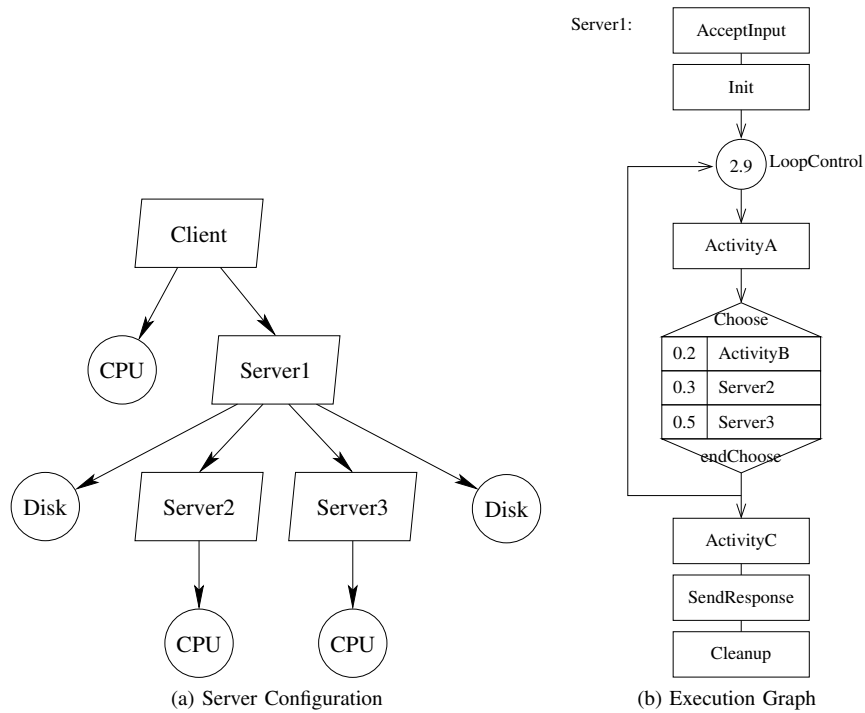 Client
CPU
Server1
Disk
Server2
Server3
Disk
CPU
CPU
(a) Server Configuration
Server1:
AcceptInput
Init
2.9
LoopControl
ActivityA
Choose
0.2 ActivityB
0.3 Server2
0.5 Server3
endChoose
ActivityC
SendResponse
Cleanup
(b) Execution Graph